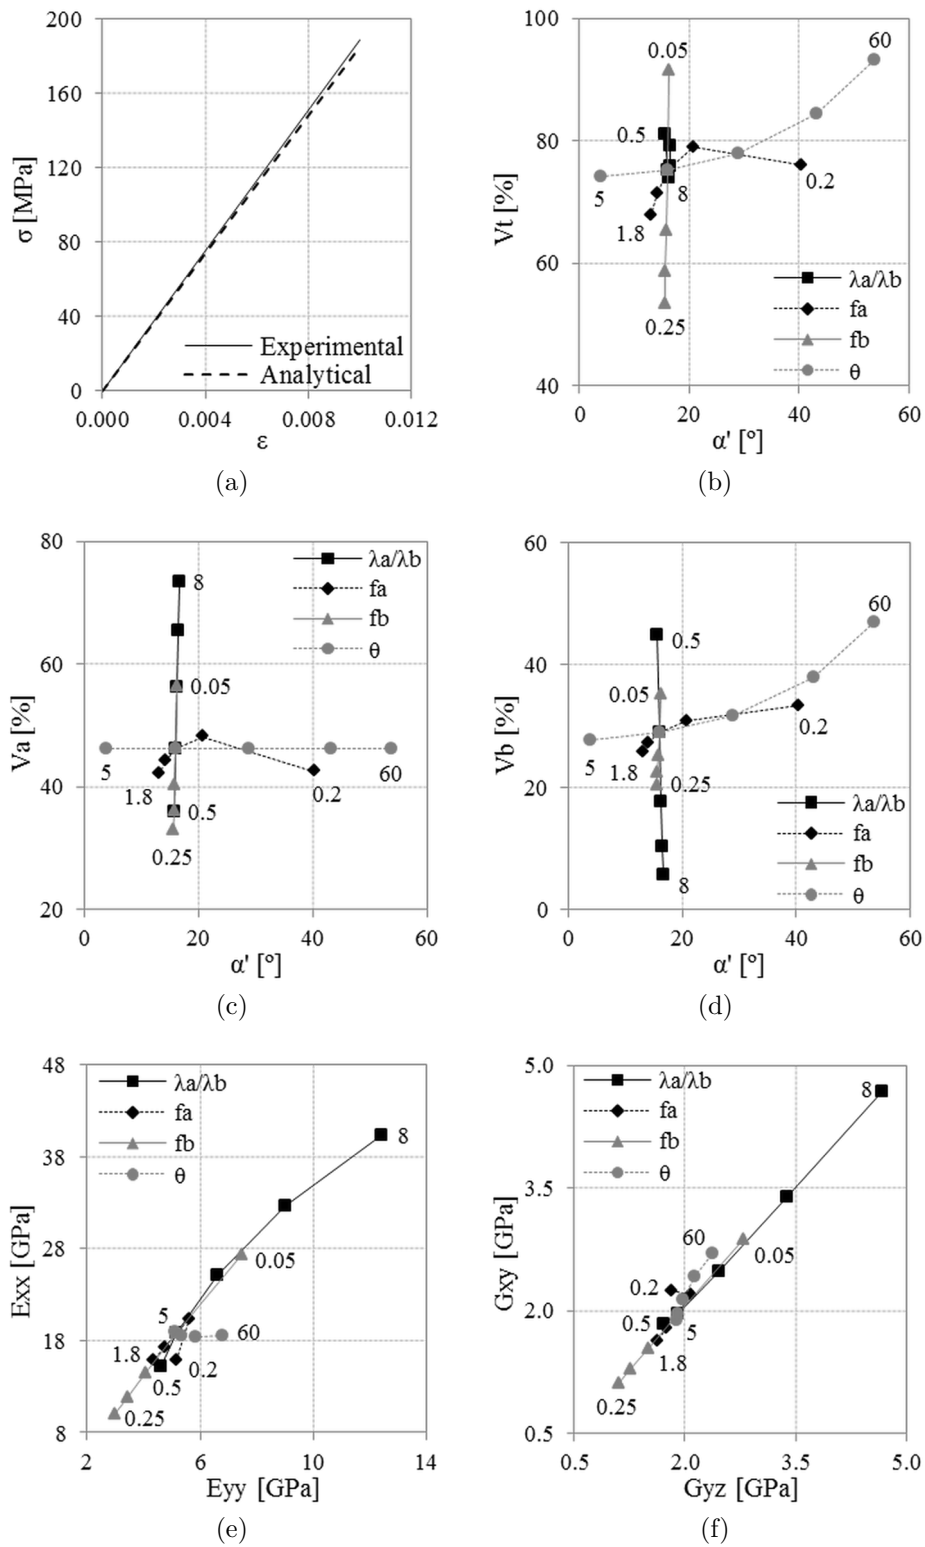 200
160
120
80
40
0
0.000 0.004 0.008 0.012
σ [MPa]
ε
Experimental
Analytical
(a)
100
80
60
40
0 20 40 60
Vt [%]
α' [°]
0.05
60
0.5
5
8
0.2
1.8
0.25
λa/λb
fa
fb
θ
(b)
80
60
40
20
0 20 40 60
Va [%]
α' [°]
λa/λb
fa
fb
θ
8
0.05
5
60
1.8
0.2
0.5
0.25
(c)
60
40
20
0
0 20 40 60
Vb [%]
α' [°]
60
0.5
0.05
0.2
5
1.8
0.25
8
λa/λb
fa
fb
θ
(d)
48
38
28
18
8
2 6 10 14
Exx [GPa]
Eyy [GPa]
λa/λb
fa
fb
θ
8
0.05
5
60
1.8
0.2
0.5
0.25
(e)
5.0
3.5
2.0
0.5
0.5 2.0 3.5 5.0
Gxy [GPa]
Gyz [GPa]
λa/λb
fa
fb
θ
8
60
0.05
0.2
0.5
5
1.8
0.25
(f)